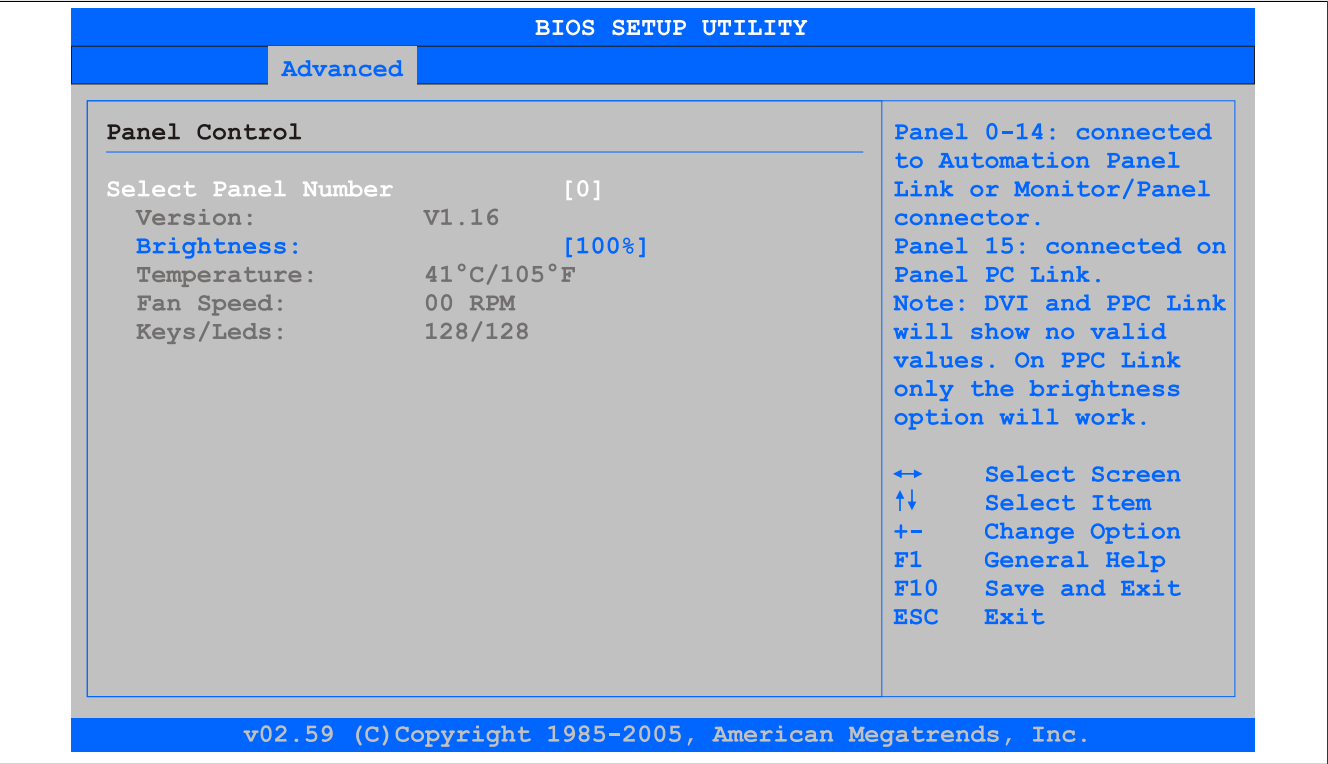 BIOS SETUP UTILITY
Advanced
Panel Control
Select Panel Number [0]
Version: V1.16
Brightness: [100%]
Temperature: 41°C/105°F
Fan Speed: 00 RPM
Keys/Leds: 128/128
Panel 0-14: connected
to Automation Panel
Link or Monitor/Panel
connector.
Panel 15: connected on
Panel PC Link.
Note: DVI and PPC Link
will show no valid
values. On PPC Link
only the brightness
option will work.
←→ Select Screen
↑↓ Select Item
+- Change Option
F1 General Help
F10 Save and Exit
ESC Exit
v02.59 (C)Copyright 1985-2005, American Megatrends, Inc.